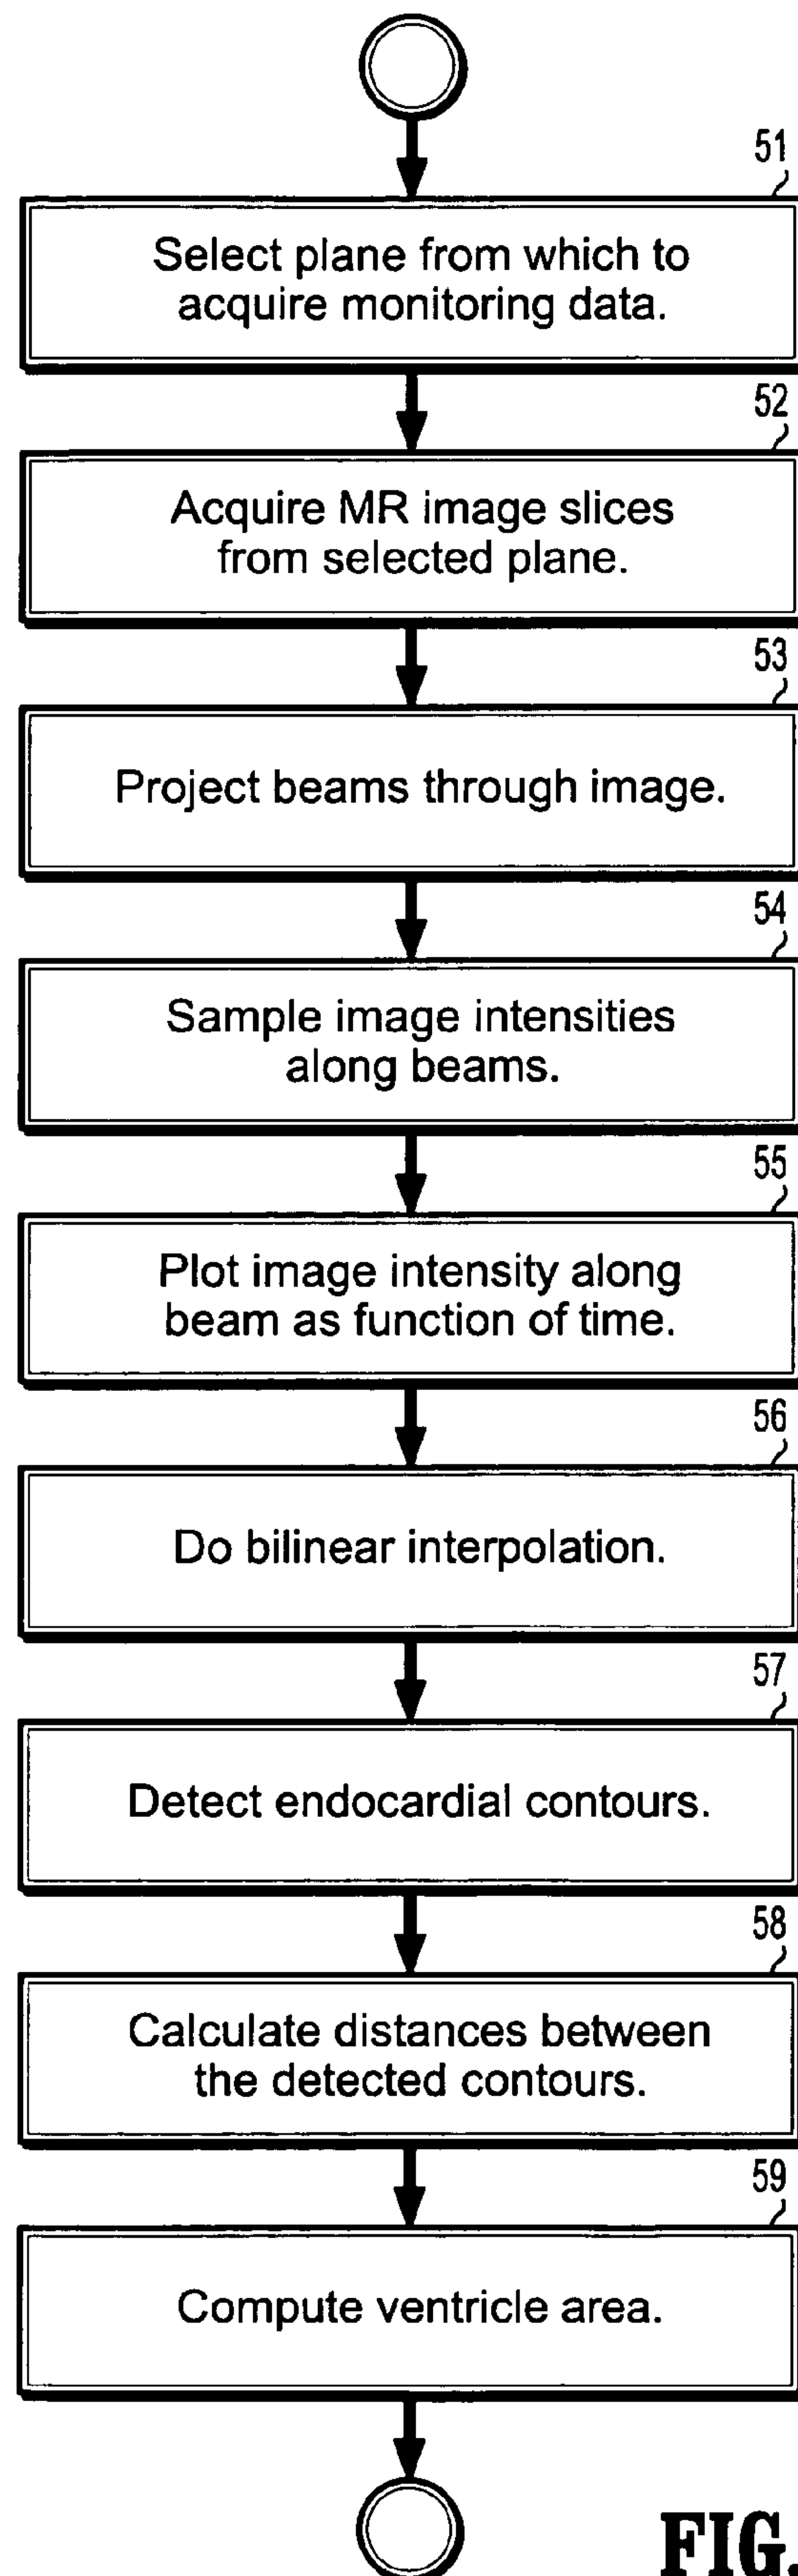 51
Select plane from which to
acquire monitoring data.
52
Acquire MR image slices
from selected plane.
53
Project beams through image.
54
Sample image intensities
along beams.
55
Plot image intensity along
beam as function of time.
56
Do bilinear interpolation.
57
Detect endocardial contours.
58
Calculate distances between
the detected contours.
59
Compute ventricle area.
FIG.